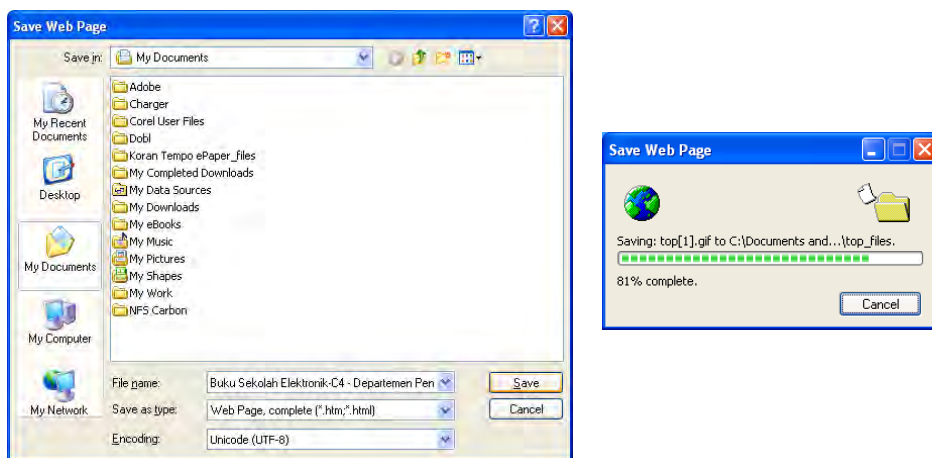 Save Web Page
Save in:
My Documents
My Recent
Documents
Desktop
My Documents
My Computer
My Network
Adobe
Charger
Corel User Files
Dobl
Koran Tempo ePaper_files
My Completed Downloads
My Data Sources
My Downloads
My eBooks
My Music
My Pictures
My Shapes
My Work
NFS Carbon
File name:
Buku Sekolah Elektronik-C4 - Departemen Pen
Save
Save as type:
Web Page, complete (*.htm;*.html)
Cancel
Encoding:
Unicode (UTF-8)
Save Web Page
Saving: top[1].gif to C:\Documents and...\top_files.
81% complete.
Cancel